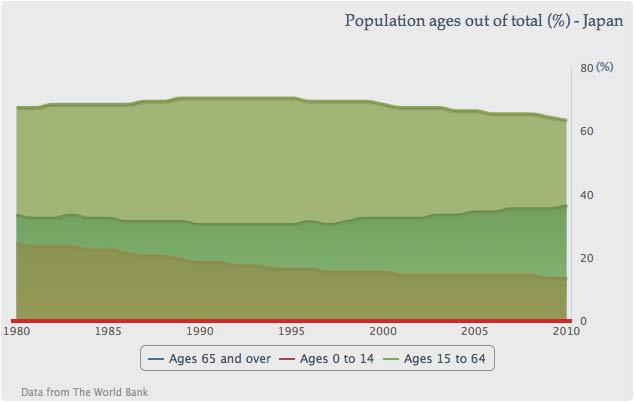 Population ages out of total (%) - Japan
80 (%)
60
40
20
0
1980 1985 1990 1995 2000 2005 2010
Ages 65 and over Ages 0 to 14 Ages 15 to 64
Data from The World Bank